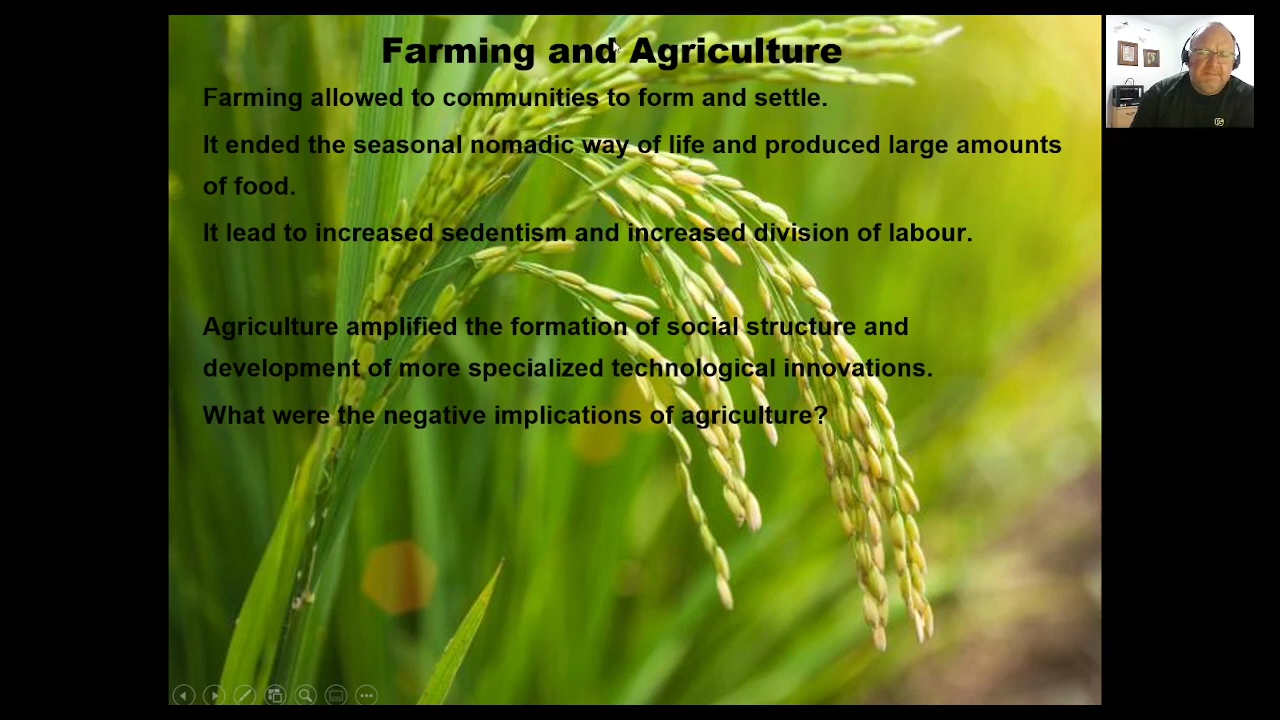 Farming and Agriculture
Farming allowed to communities to form and settle.
It ended the seasonal nomadic way of life and produced large amounts
of food.
It lead to increased sedentism and increased division of labour.
Agriculture amplified the formation of social structure and
development of more specialized technological innovations.
What were the negative implications of agriculture?